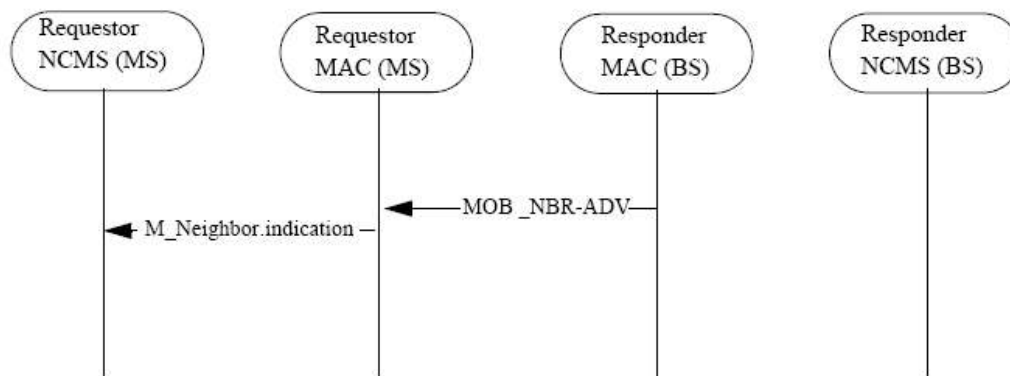 Requestor
NCMS (MS)
Requestor
MAC (MS)
Responder
MAC (BS)
Responder
NCMS (BS)
MOB _NBR-ADV
M_Neighbor.indication